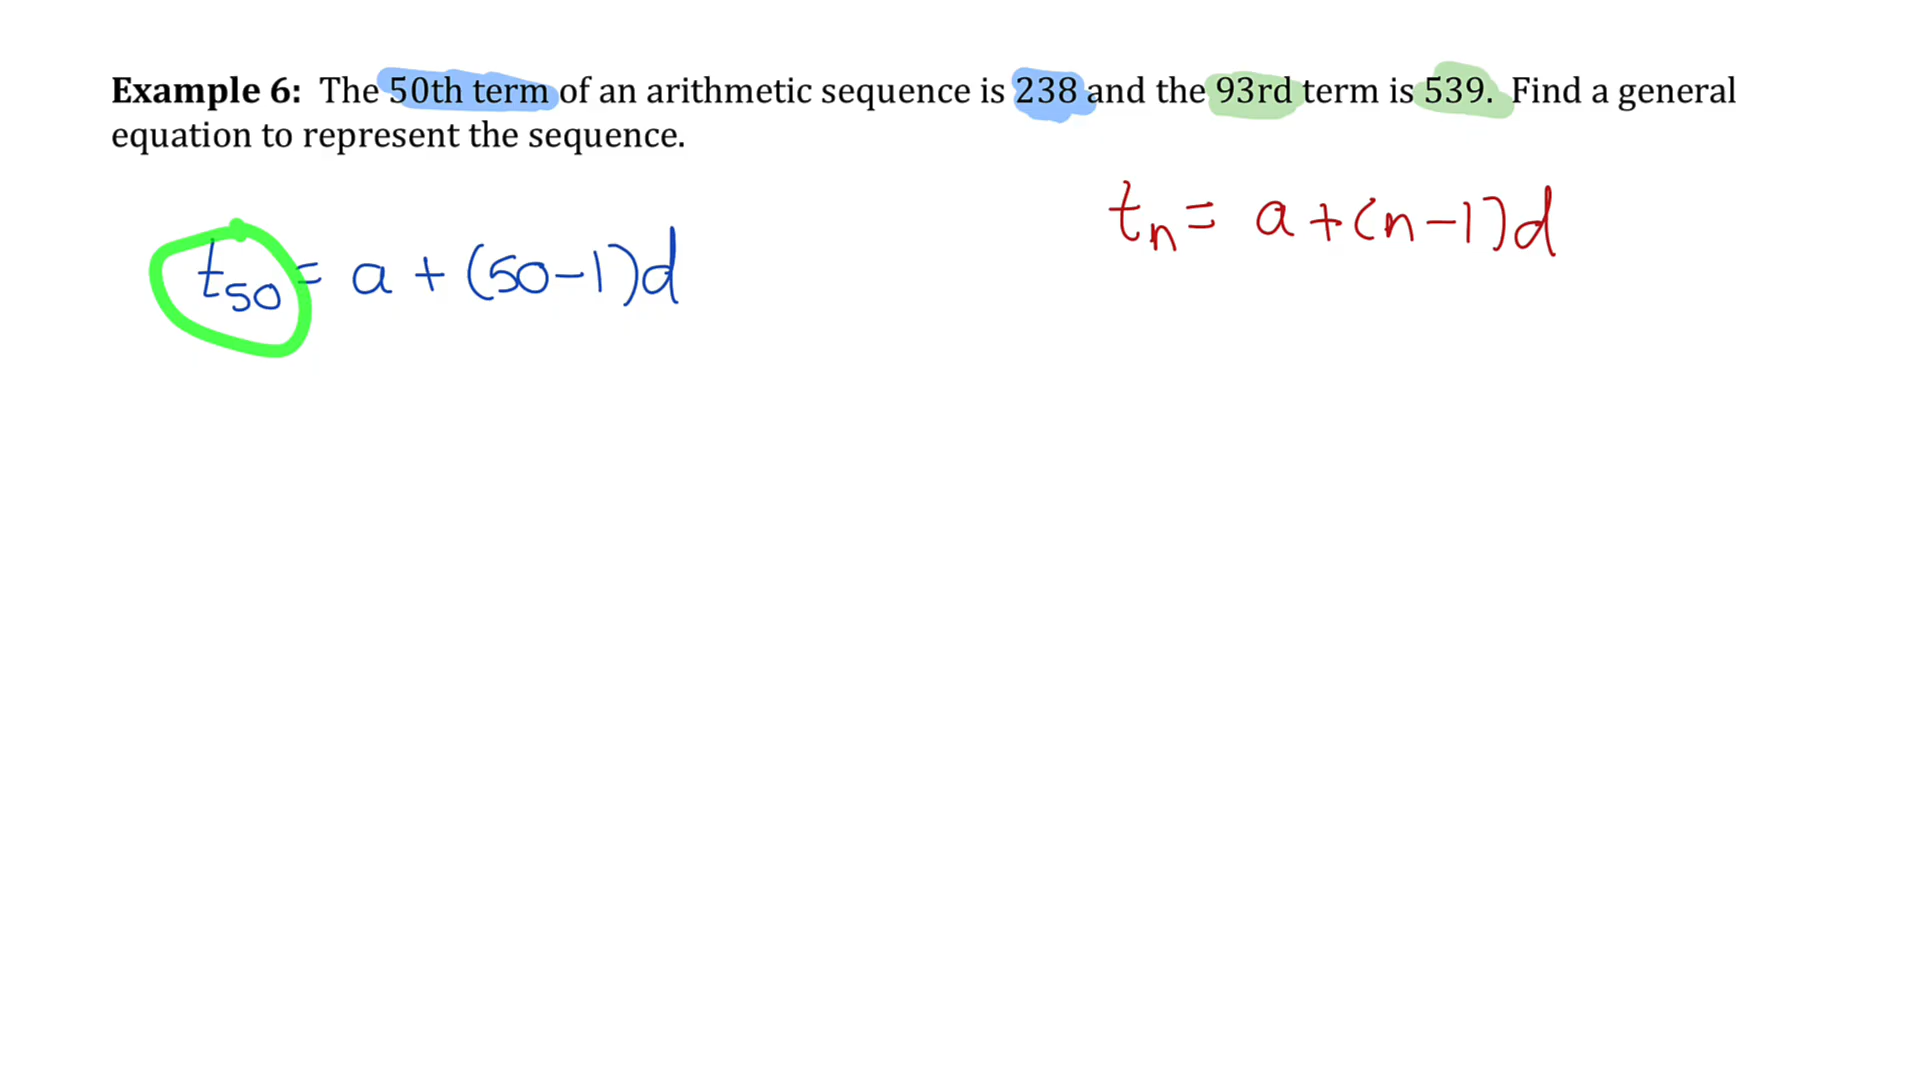 Example 6: The 50th term of an arithmetic sequence is 238 and the 93rd term is 539. Find a general
equation to represent the sequence.
tₙ = a + (n-1)d
t₅₀ = a + (50-1)d